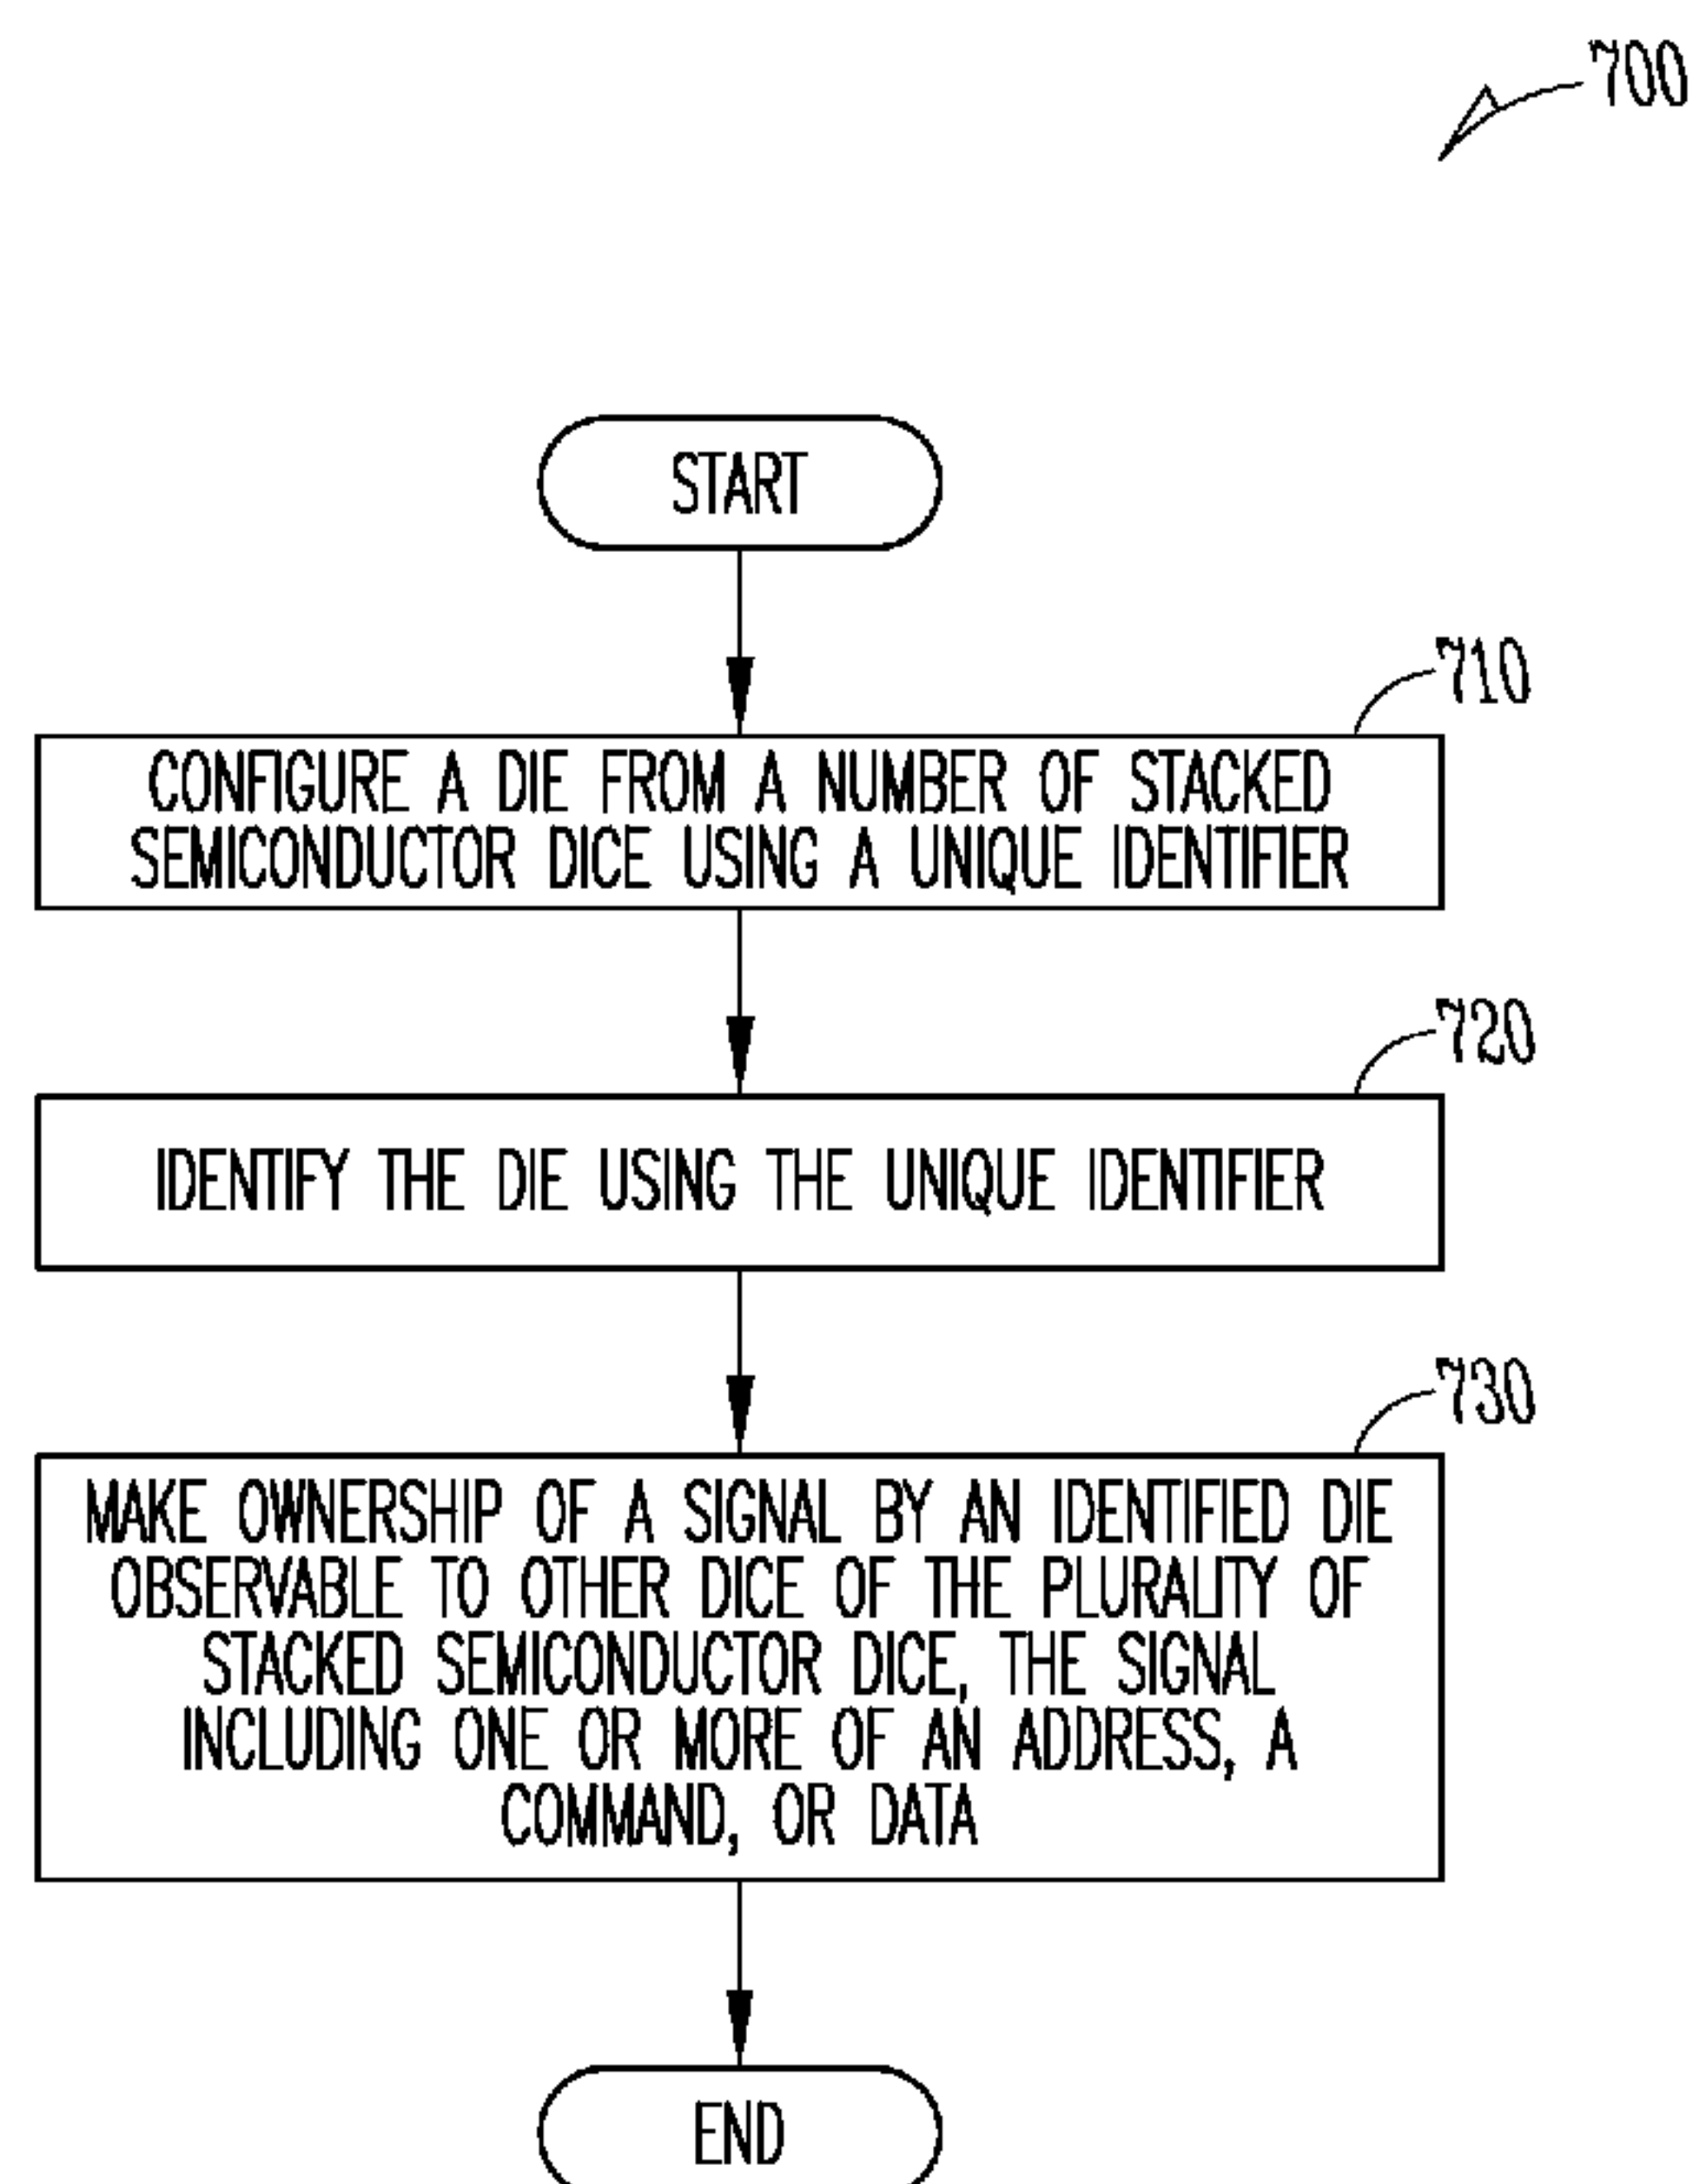 700
START
710
CONFIGURE A DIE FROM A NUMBER OF STACKED
SEMICONDUCTOR DICE USING A UNIQUE IDENTIFIER
720
IDENTIFY THE DIE USING THE UNIQUE IDENTIFIER
730
MAKE OWNERSHIP OF A SIGNAL BY AN IDENTIFIED DIE
OBSERVABLE TO OTHER DICE OF THE PLURALITY OF
STACKED SEMICONDUCTOR DICE, THE SIGNAL
INCLUDING ONE OR MORE OF AN ADDRESS, A
COMMAND, OR DATA
END